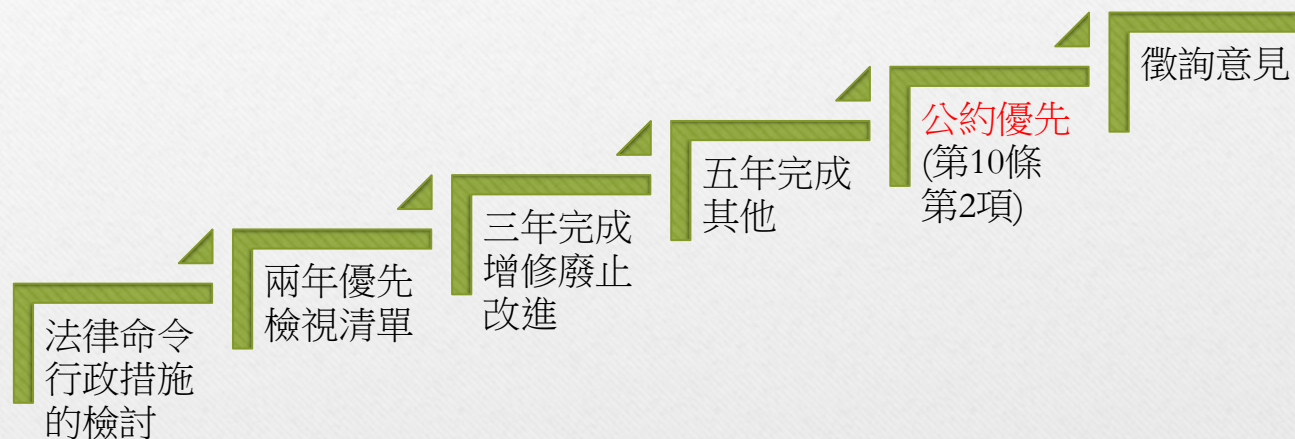 法律命令
行政措施
的檢討
兩年優先
檢視清單
三年完成
增修廢止
改進
五年完成
其他
公約優先
(第10條
第2項)
徵詢意見